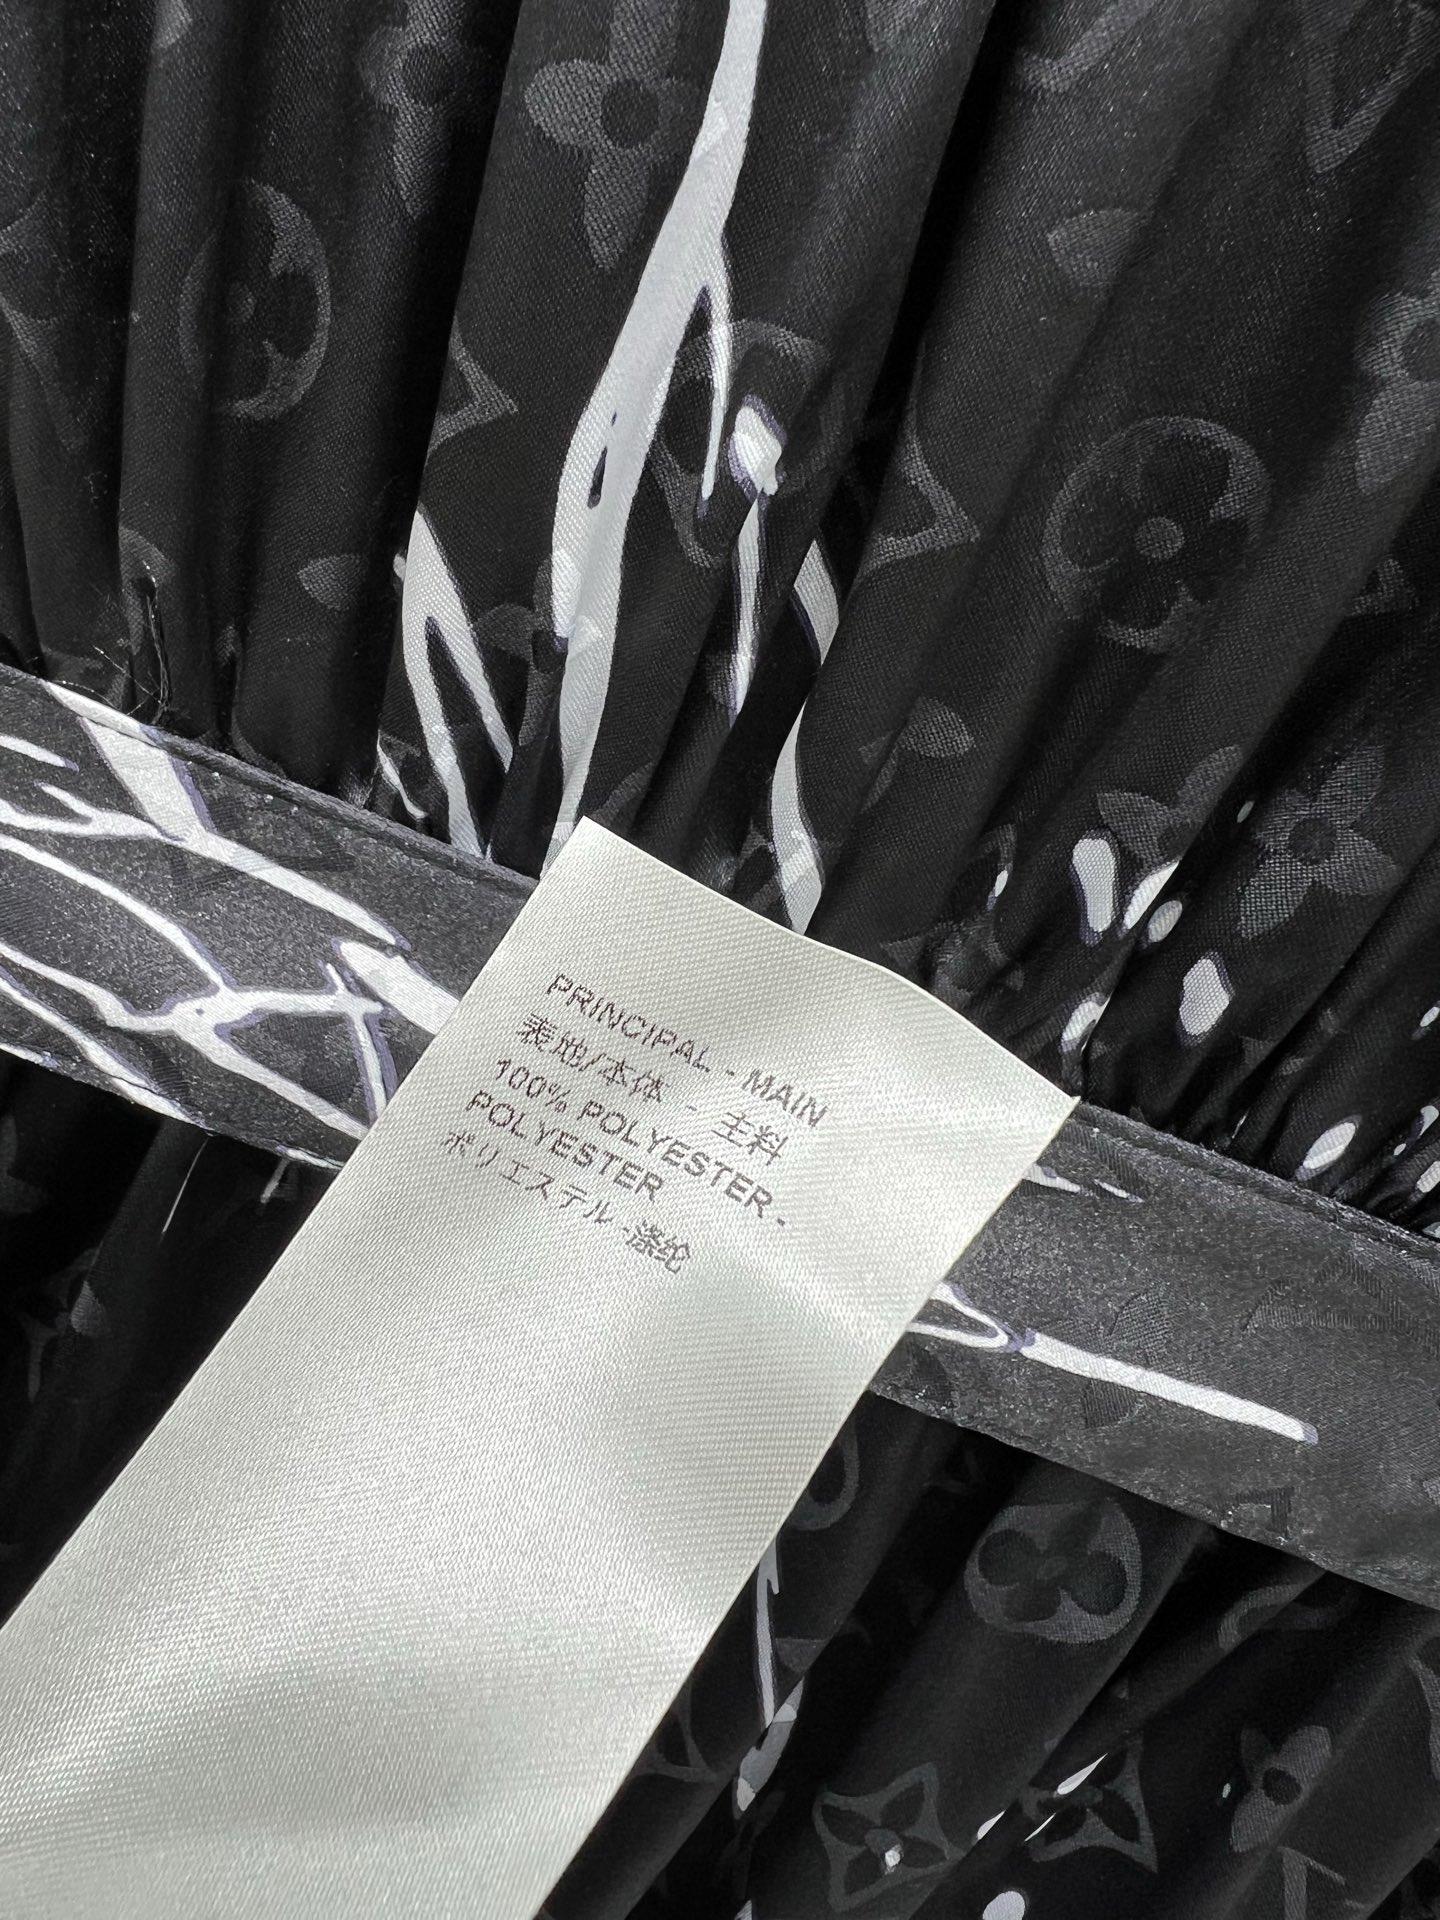 PRINCIPAL - MAIN
表地/本体 - 主料
100% POLYESTER -
POLYESTER
ポリエステル -涤纶